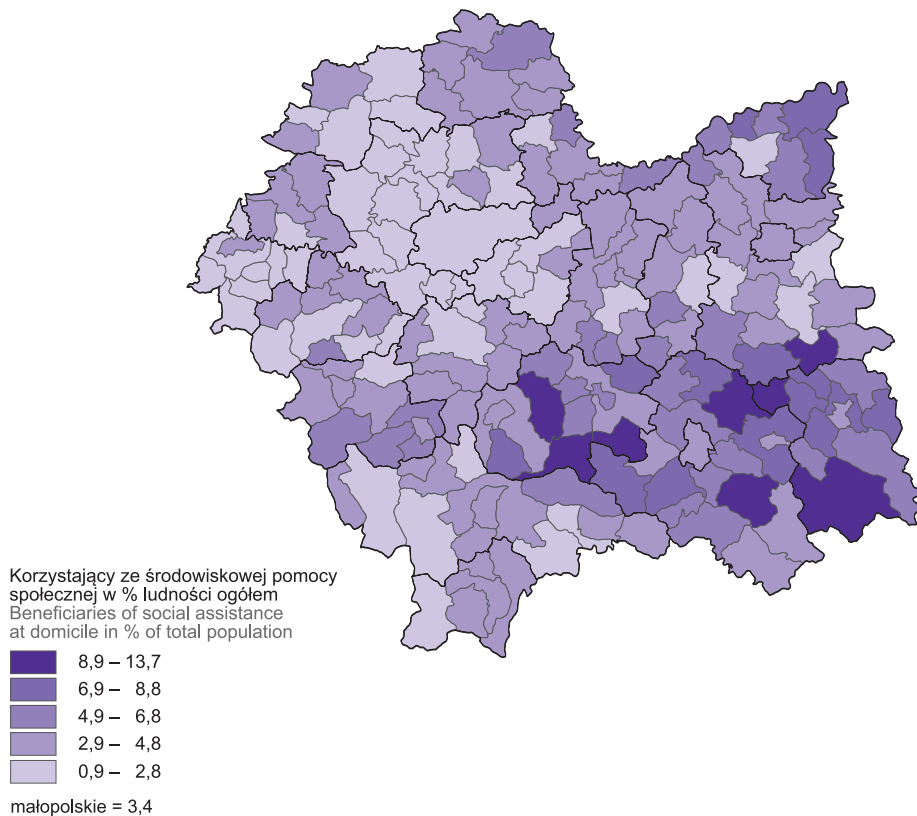 Korzystający ze środowiskowej pomocy
społecznej w % ludności ogółem
Beneficiaries of social assistance
at domicile in % of total population
8,9 – 13,7
6,9 – 8,8
4,9 – 6,8
2,9 – 4,8
0,9 – 2,8
małopolskie = 3,4